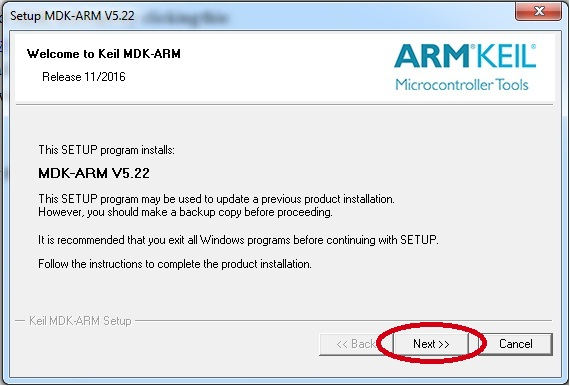 Setup MDK-ARM V5.22
Welcome to Keil MDK-ARM
Release 11/2016
ARM KEIL
Microcontroller Tools
This SETUP program installs:
MDK-ARM V5.22
This SETUP program may be used to update a previous product installation.
However, you should make a backup copy before proceeding.
It is recommended that you exit all Windows programs before continuing with SETUP.
Follow the instructions to complete the product installation.
Keil MDK-ARM Setup
<< Back
Next >>
Cancel